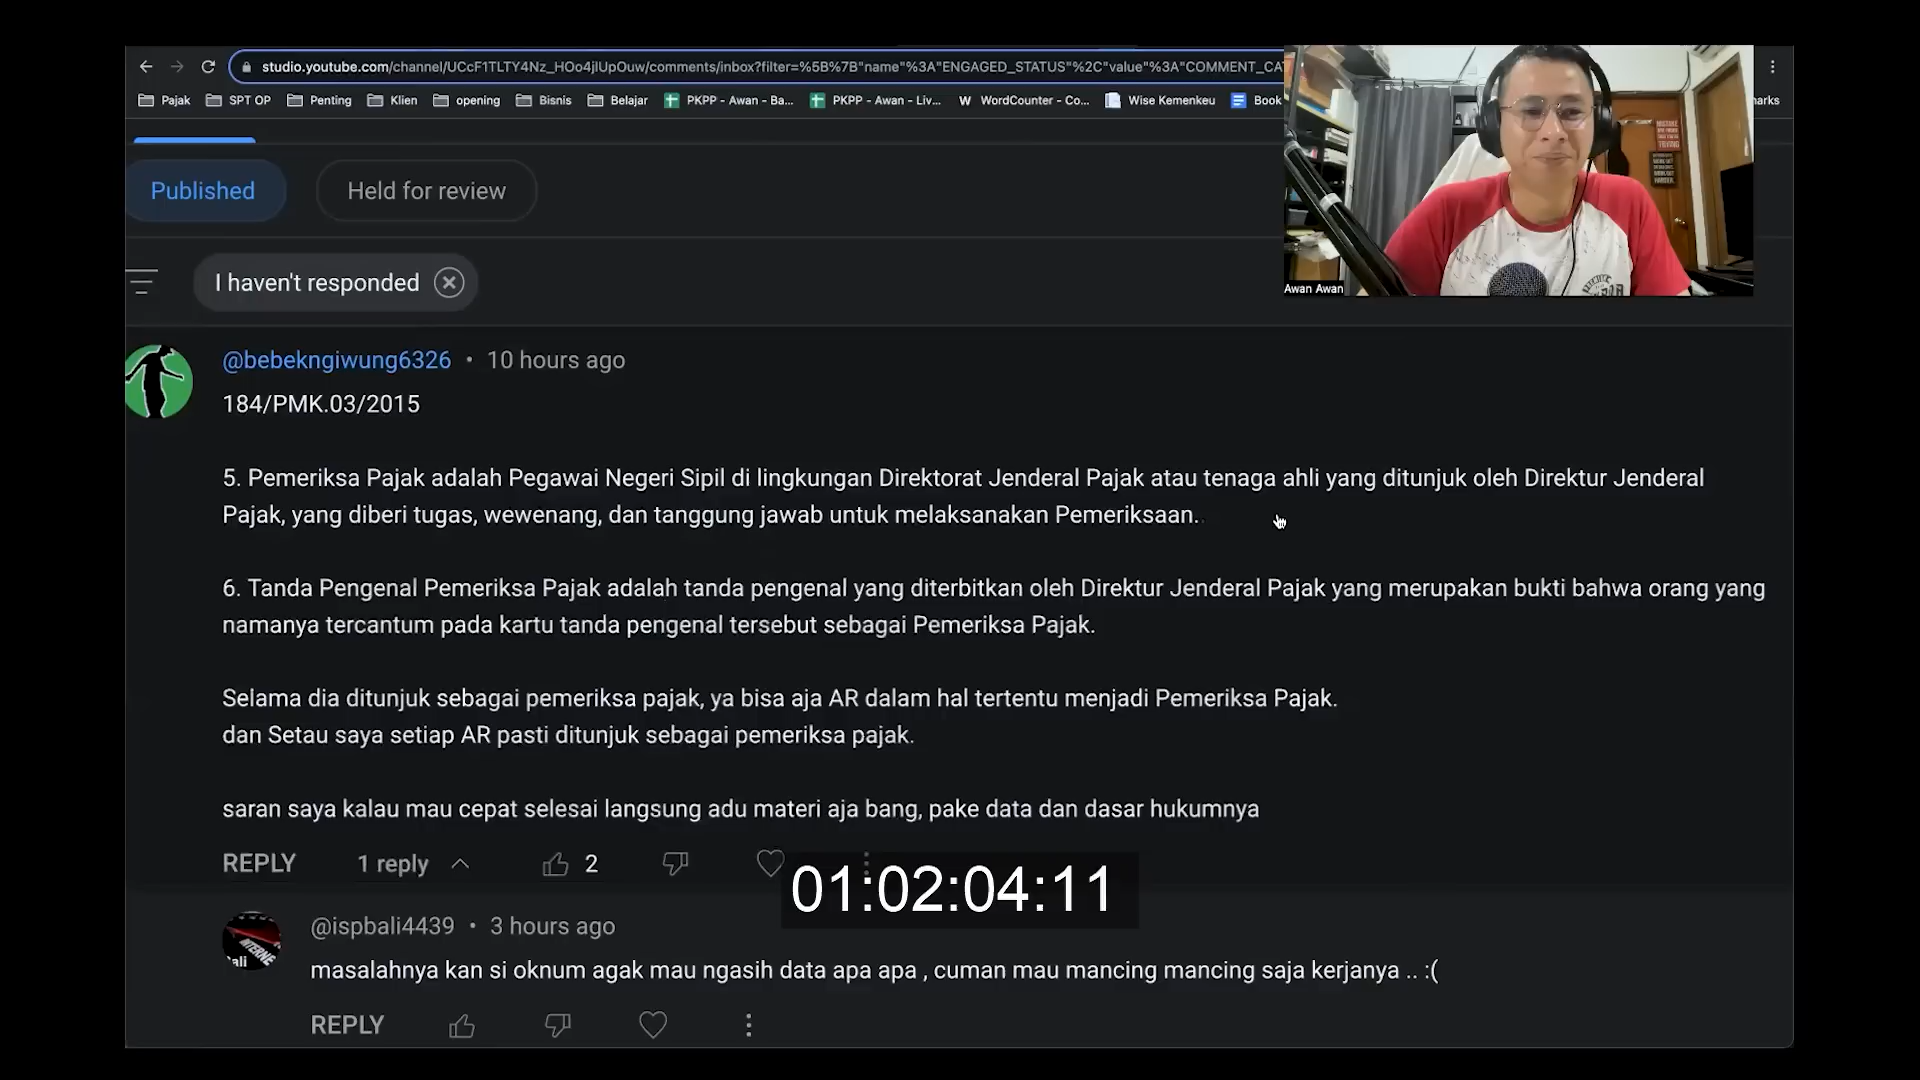 studio.youtube.com/channel/UCcF1TLTY4Nz_HOo4jlUpOuw/comments/inbox?filter=%5B%7B"name"%3A"ENGAGED_STATUS"%2C"value"%3A"COMMENT_CA
Pajak SPT OP Penting Klien opening Bisnis Belajar PKPP - Awan - Ba... PKPP - Awan - Liv... WordCounter - Co... Wise Kemenkeu Book arks
Awan Awan
Published Held for review
I haven't responded
@bebekngiwung6326 • 10 hours ago
184/PMK.03/2015
5. Pemeriksa Pajak adalah Pegawai Negeri Sipil di lingkungan Direktorat Jenderal Pajak atau tenaga ahli yang ditunjuk oleh Direktur Jenderal
Pajak, yang diberi tugas, wewenang, dan tanggung jawab untuk melaksanakan Pemeriksaan.
6. Tanda Pengenal Pemeriksa Pajak adalah tanda pengenal yang diterbitkan oleh Direktur Jenderal Pajak yang merupakan bukti bahwa orang yang
namanya tercantum pada kartu tanda pengenal tersebut sebagai Pemeriksa Pajak.
Selama dia ditunjuk sebagai pemeriksa pajak, ya bisa aja AR dalam hal tertentu menjadi Pemeriksa Pajak.
dan Setau saya setiap AR pasti ditunjuk sebagai pemeriksa pajak.
saran saya kalau mau cepat selesai langsung adu materi aja bang, pake data dan dasar hukumnya
REPLY 1 reply 2
01:02:04:11
@ispbali4439 • 3 hours ago
masalahnya kan si oknum agak mau ngasih data apa apa , cuman mau mancing mancing saja kerjanya .. :(
REPLY